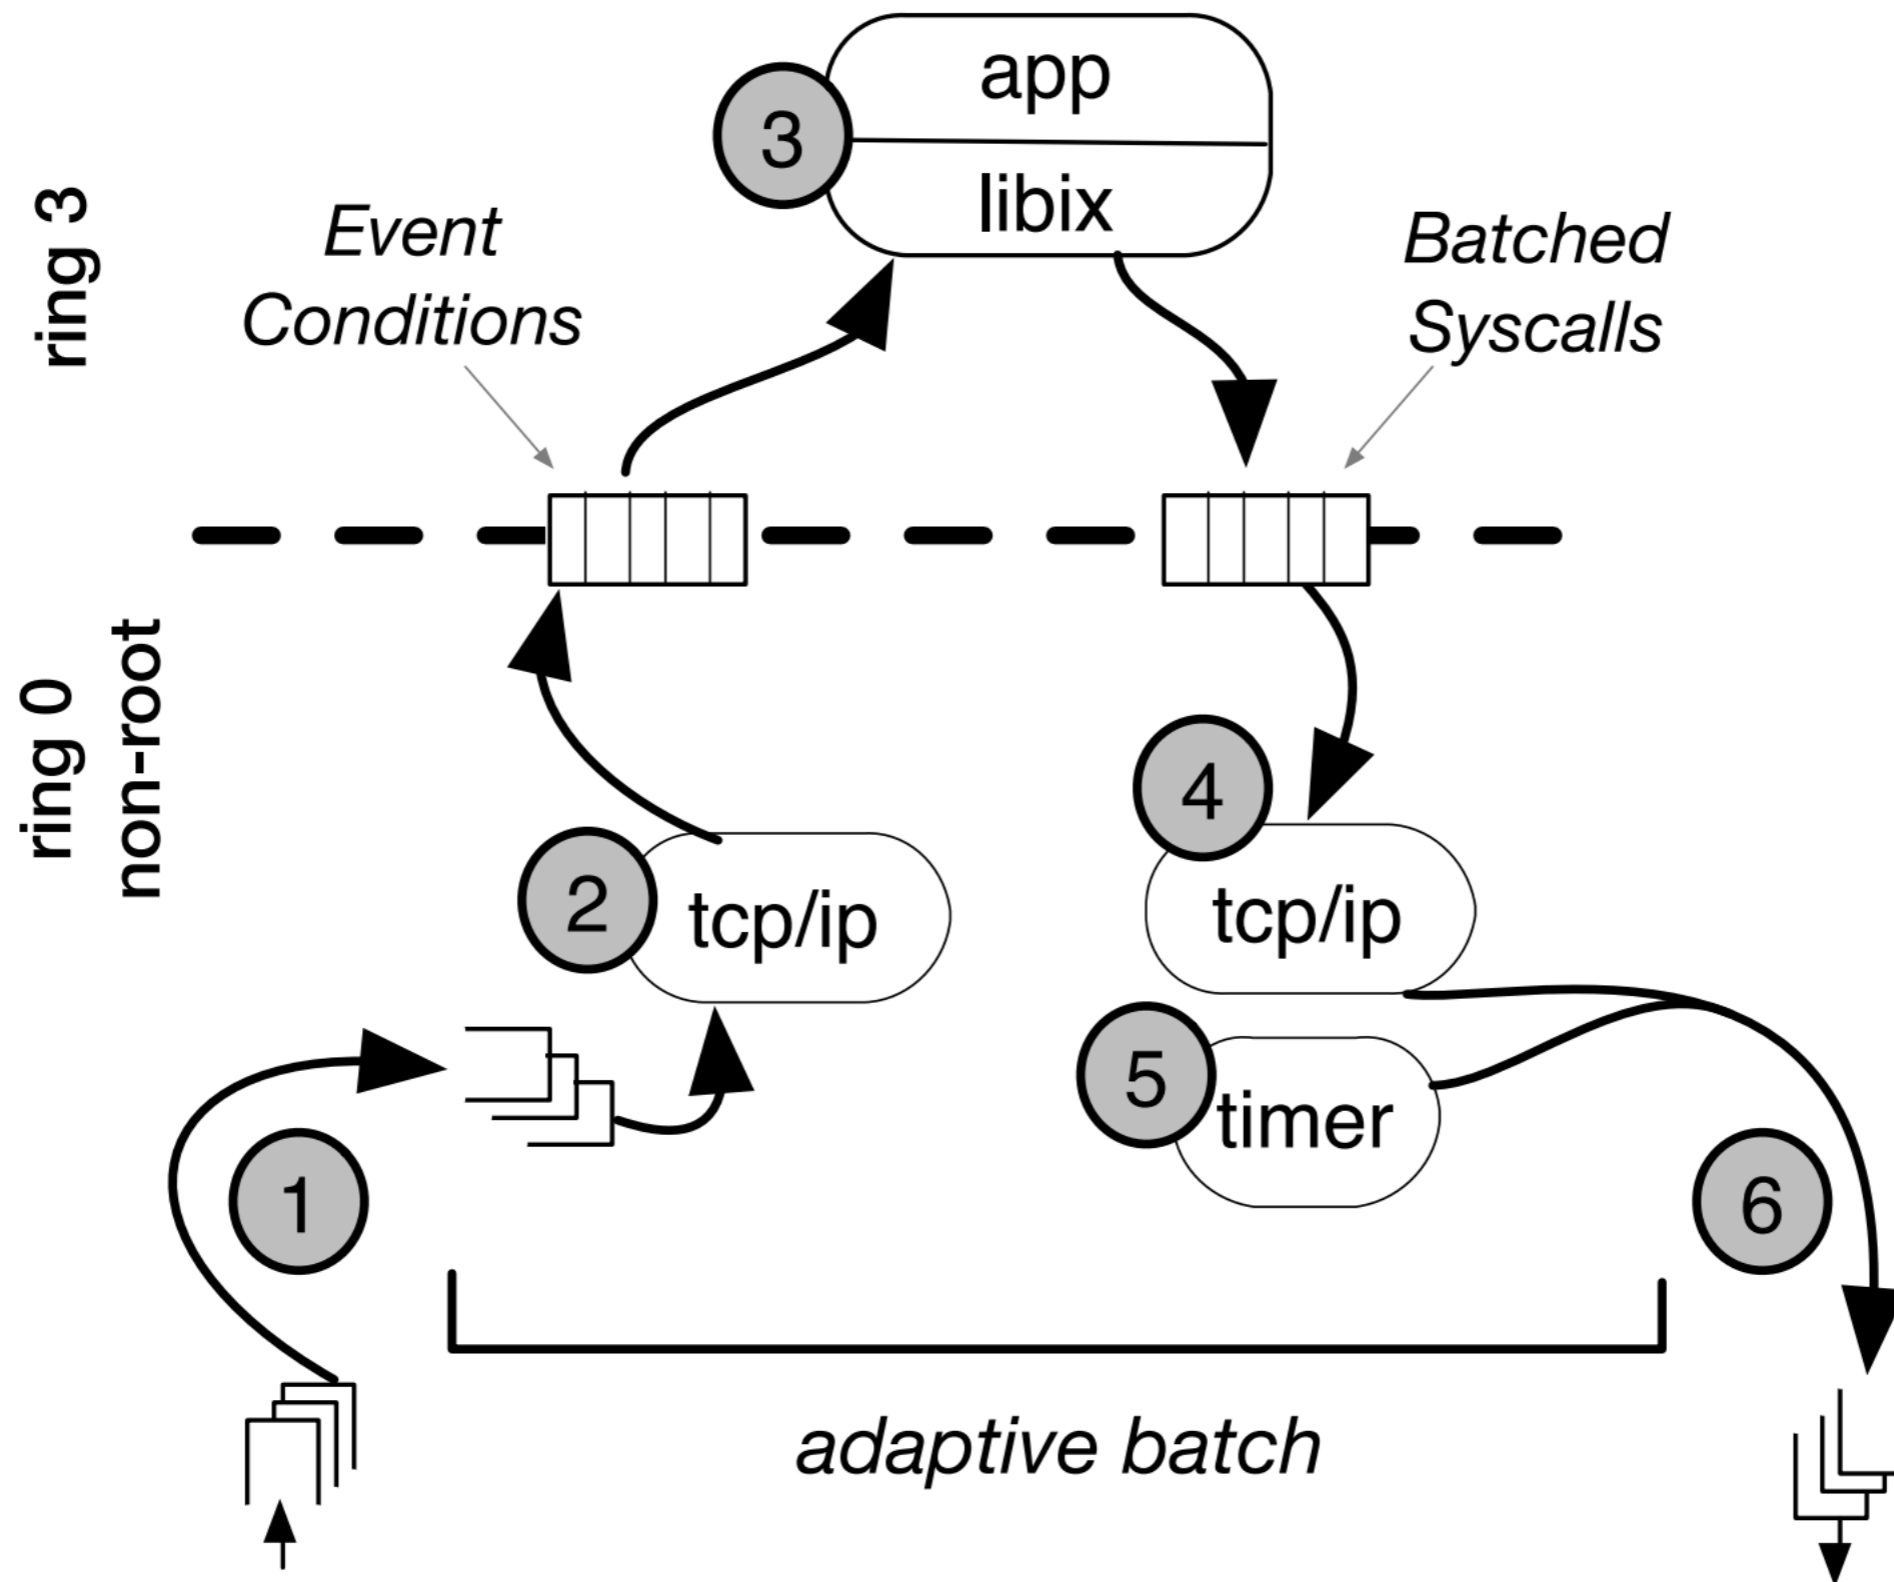 app
3
libix
ring 3
Event
Conditions
Batched
Syscalls
ring 0
non-root
4
2
tcp/ip
tcp/ip
5
timer
1
6
adaptive batch